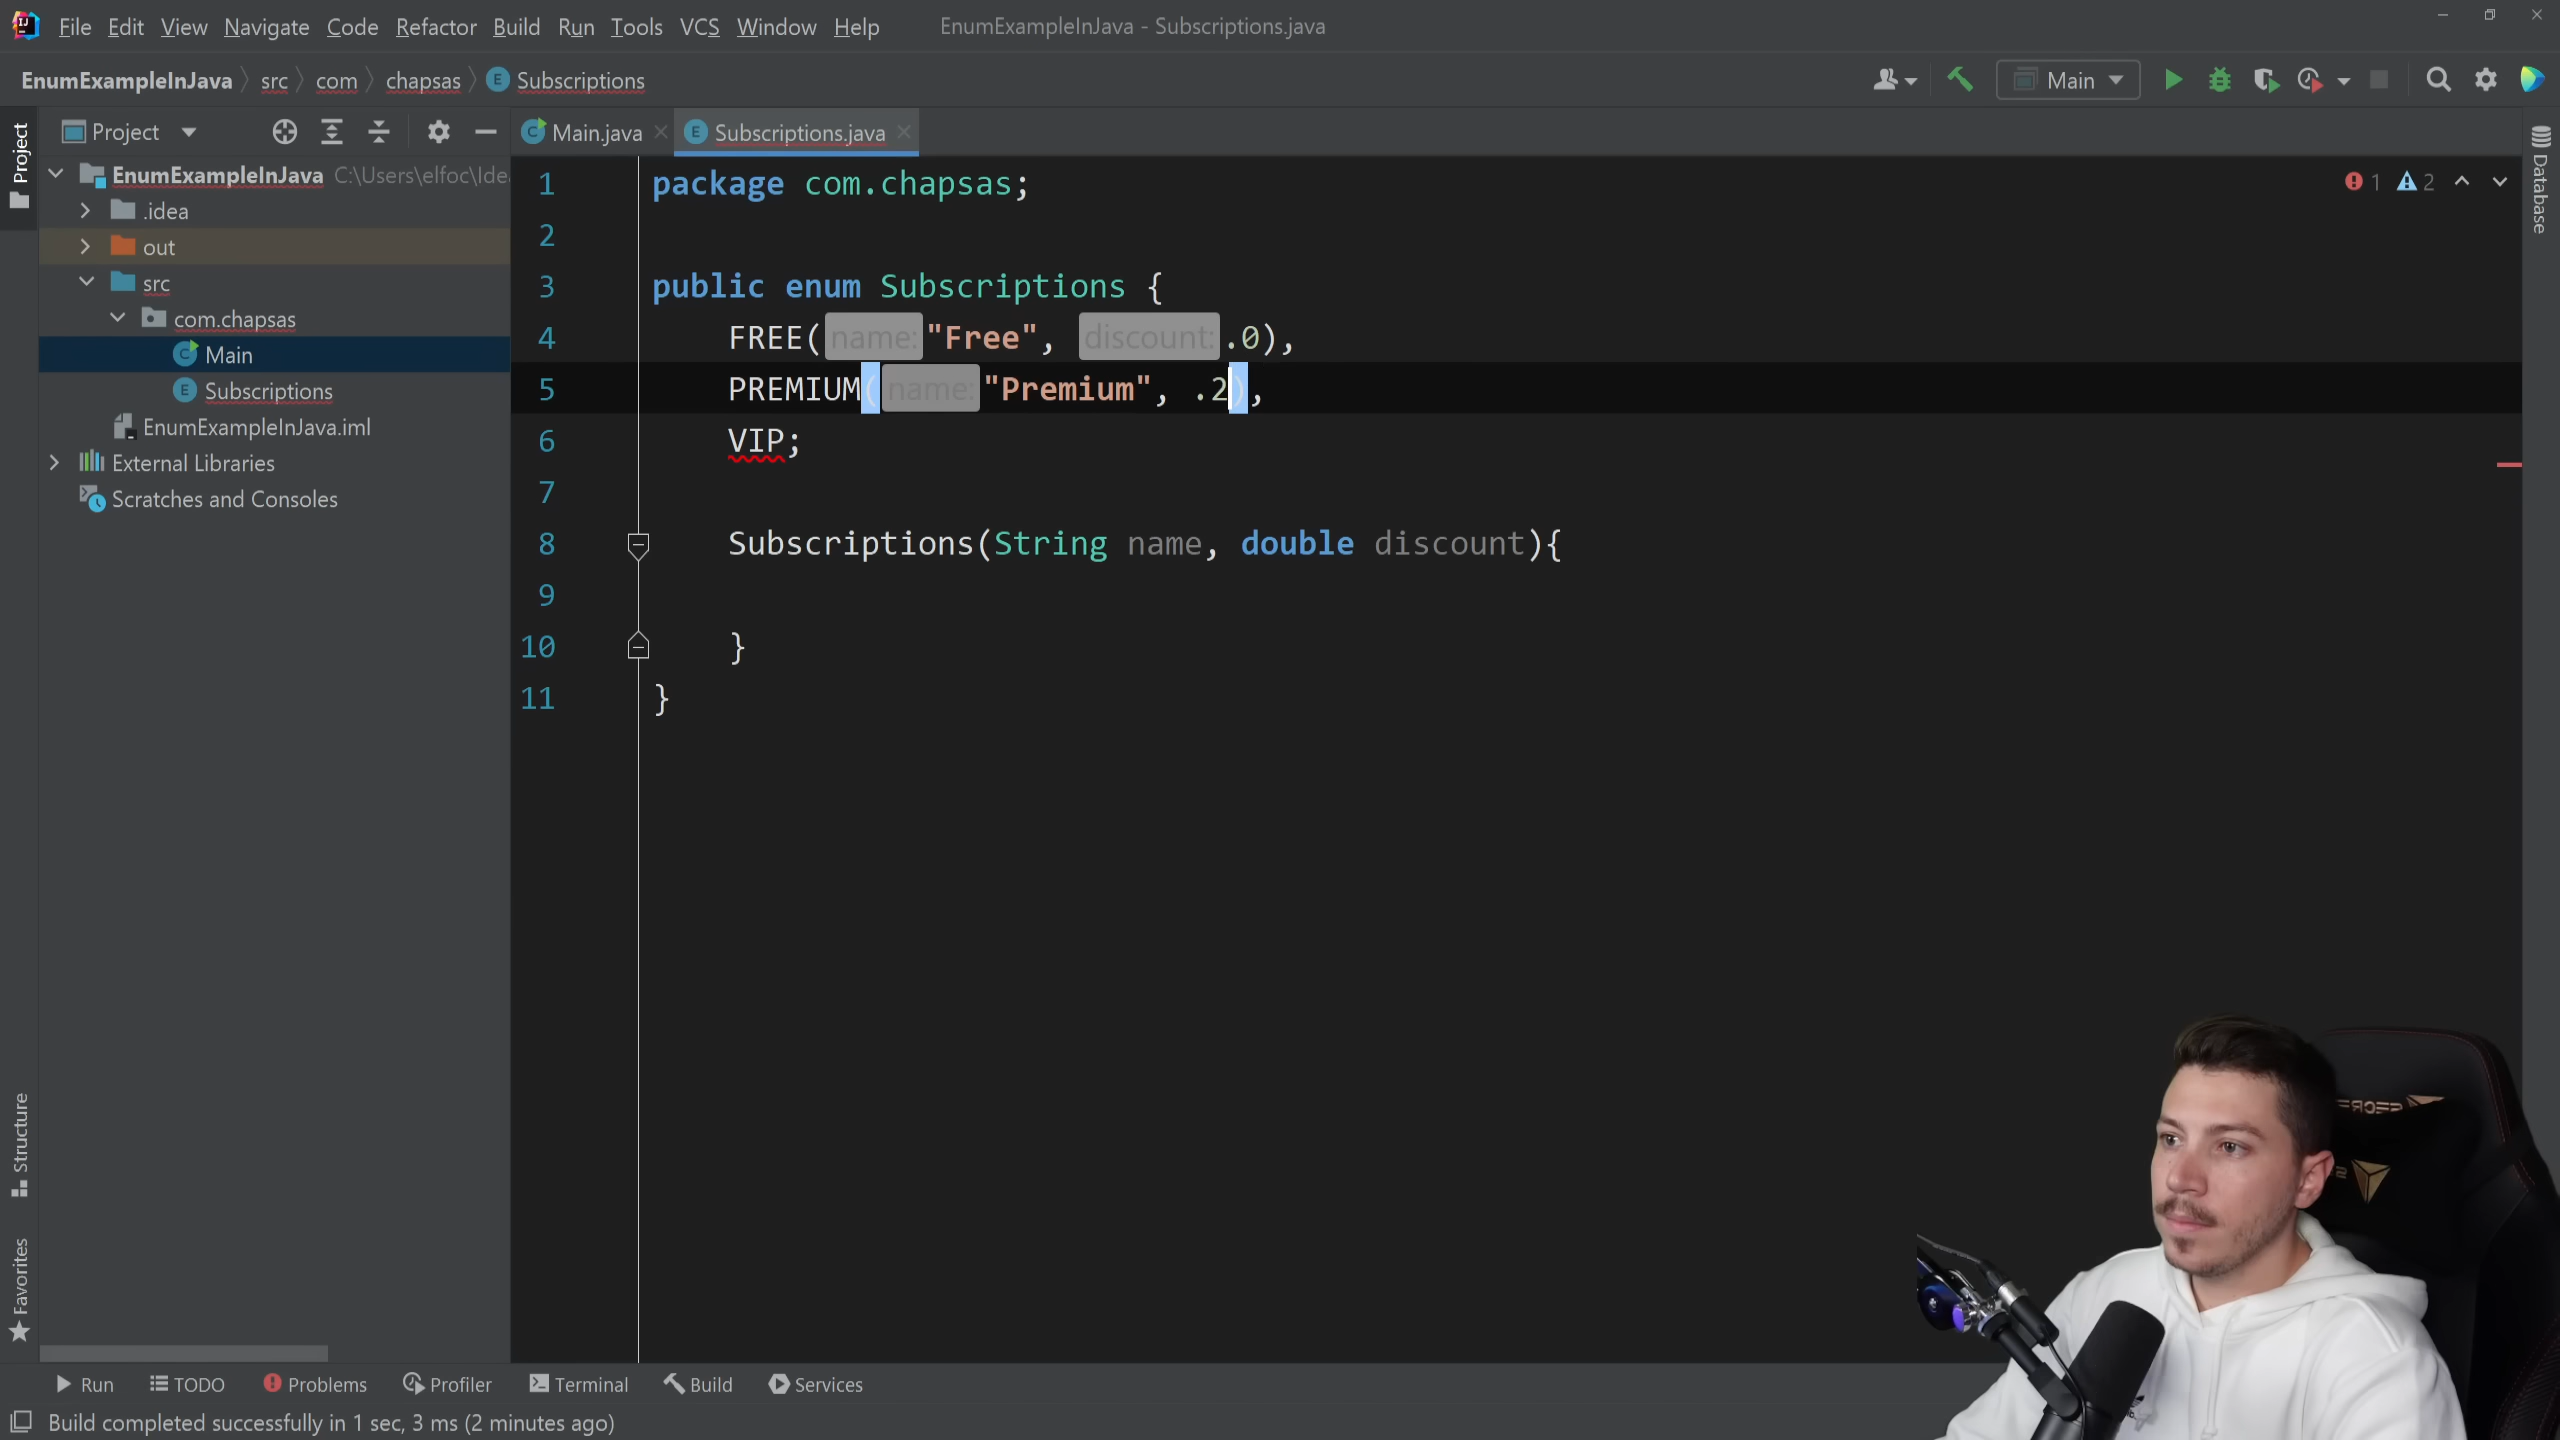 File Edit View Navigate Code Refactor Build Run Tools VCS Window Help EnumExampleInJava - Subscriptions.java
EnumExampleInJava src com chapsas Subscriptions Main
Project Project Main.java Subscriptions.java
EnumExampleInJava C:\Users\elfoc\Ide
.idea
out
src
com.chapsas
Main
Subscriptions
EnumExampleInJava.iml
External Libraries
Scratches and Consoles
1 package com.chapsas;
2
3 public enum Subscriptions {
4 FREE( name: "Free", discount: .0),
5 PREMIUM( name: "Premium", .2),
6 VIP;
7
8 Subscriptions(String name, double discount){
9
10 }
11 }
1 2
Database
Structure
Favorites
Run TODO Problems Profiler Terminal Build Services
Build completed successfully in 1 sec, 3 ms (2 minutes ago)